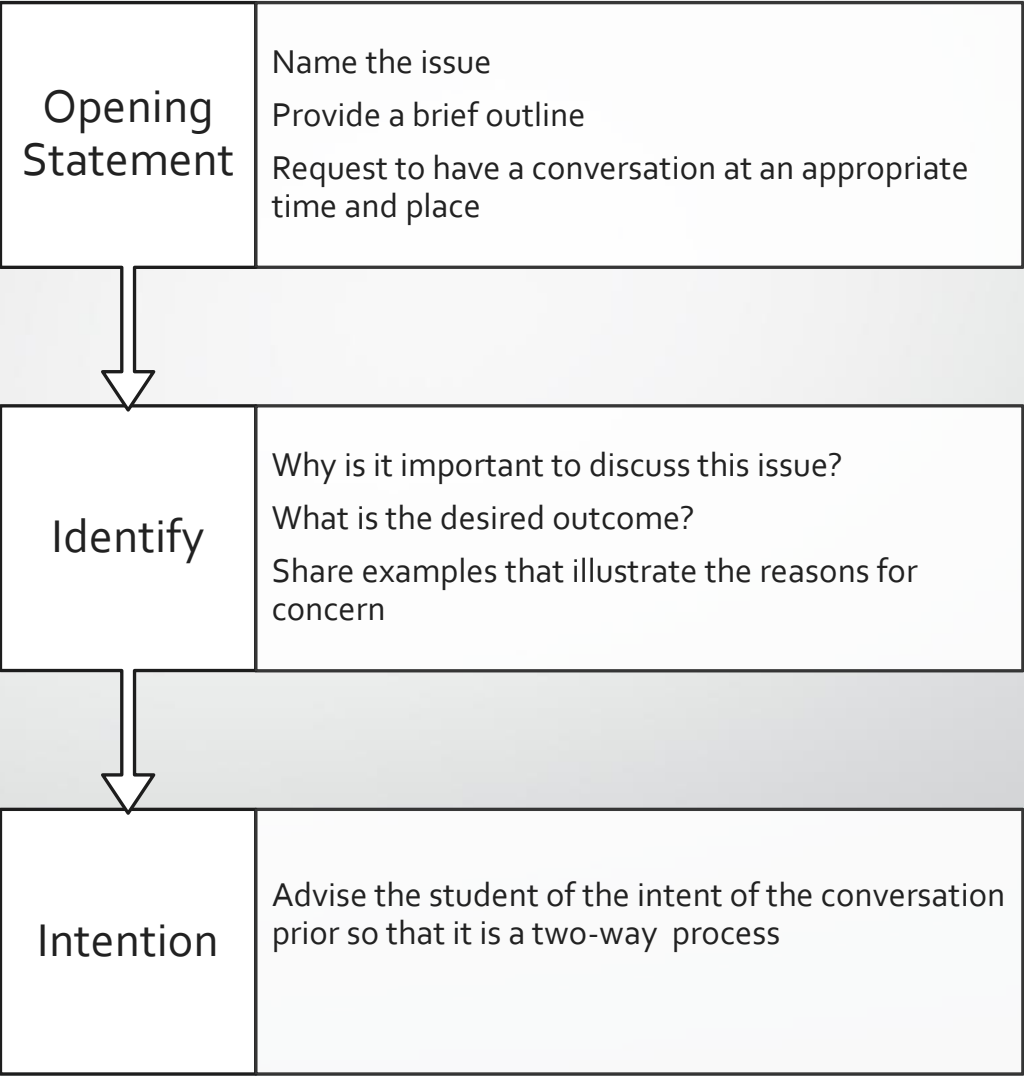 Opening
Statement
Name the issue
Provide a brief outline
Request to have a conversation at an appropriate
time and place
Identify
Why is it important to discuss this issue?
What is the desired outcome?
Share examples that illustrate the reasons for
concern
Intention
Advise the student of the intent of the conversation
prior so that it is a two-way  process